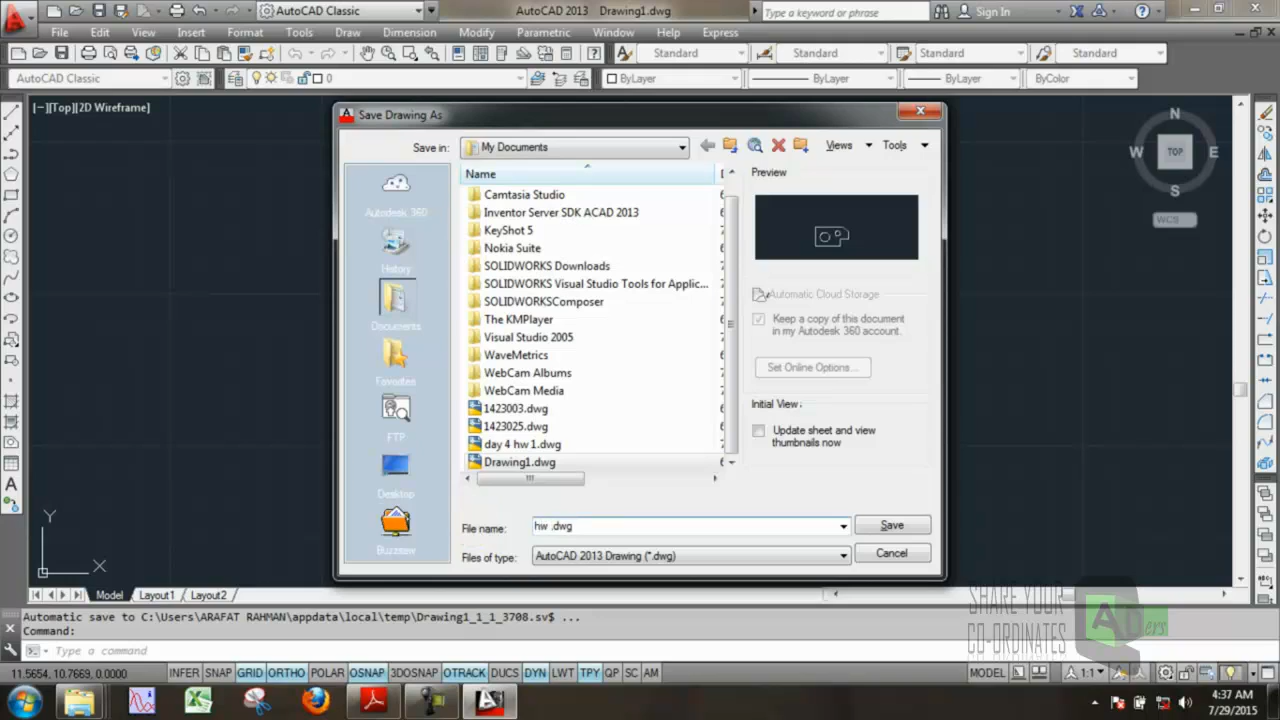 AutoCAD Classic
AutoCAD 2013 Drawing1.dwg
Type a keyword or phrase
Sign In
File Edit View Insert Format Tools Draw Dimension Modify Parametric Window Help Express
Standard Standard Standard Standard
AutoCAD Classic
0
ByLayer ByLayer ByLayer ByColor
[−][Top][2D Wireframe]
Save Drawing As
Save in: My Documents
Views Tools
Autodesk 360
History
Documents
Favorites
FTP
Desktop
Buzzsaw
Name
Camtasia Studio
Inventor Server SDK ACAD 2013
KeyShot 5
Nokia Suite
SOLIDWORKS Downloads
SOLIDWORKS Visual Studio Tools for Applic...
SOLIDWORKSComposer
The KMPlayer
Visual Studio 2005
WaveMetrics
WebCam Albums
WebCam Media
1423003.dwg
1423025.dwg
day 4 hw 1.dwg
Drawing1.dwg
Preview
Automatic Cloud Storage
Keep a copy of this document
in my Autodesk 360 account.
Set Online Options...
Initial View
Update sheet and view
thumbnails now
File name: hw .dwg
Save
Files of type: AutoCAD 2013 Drawing (*.dwg)
Cancel
N
W TOP E
S
WCS
Y
X
Model Layout1 Layout2
Automatic save to C:\Users\ARAFAT RAHMAN\appdata\local\temp\Drawing1_1_1_3708.sv$ ...
Command:
Type a command
SHARE YOUR
CO-ORDINATES
ADers
11.5654, 10.7669, 0.0000
INFER SNAP GRID ORTHO POLAR OSNAP 3DOSNAP OTRACK DUCS DYN LWT TPY QP SC AM
MODEL 1:1
4:37 AM
7/29/2015